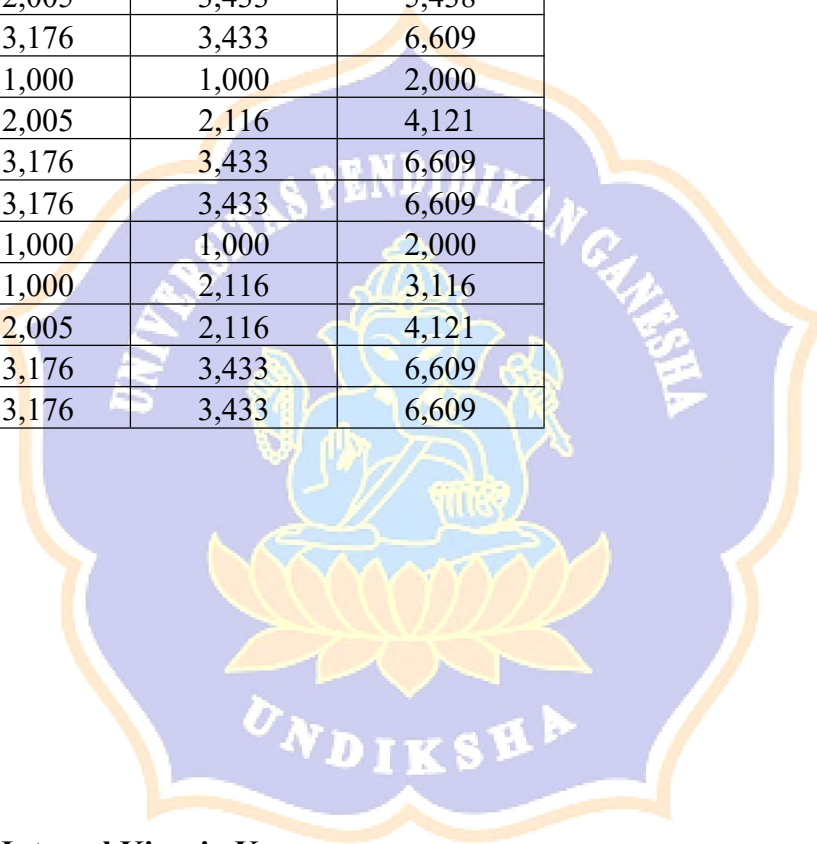 3,176 3,433 6,609
1,000 1,000 2,000
2,005 2,116 4,121
3,176 3,433 6,609
3,176 3,433 6,609
1,000 1,000 2,000
1,000 2,116 3,116
2,005 2,116 4,121
3,176 3,433 6,609
3,176 3,433 6,609
UNIVERSITAS PENDIDIKAN GANESHA
UNDIKSHA